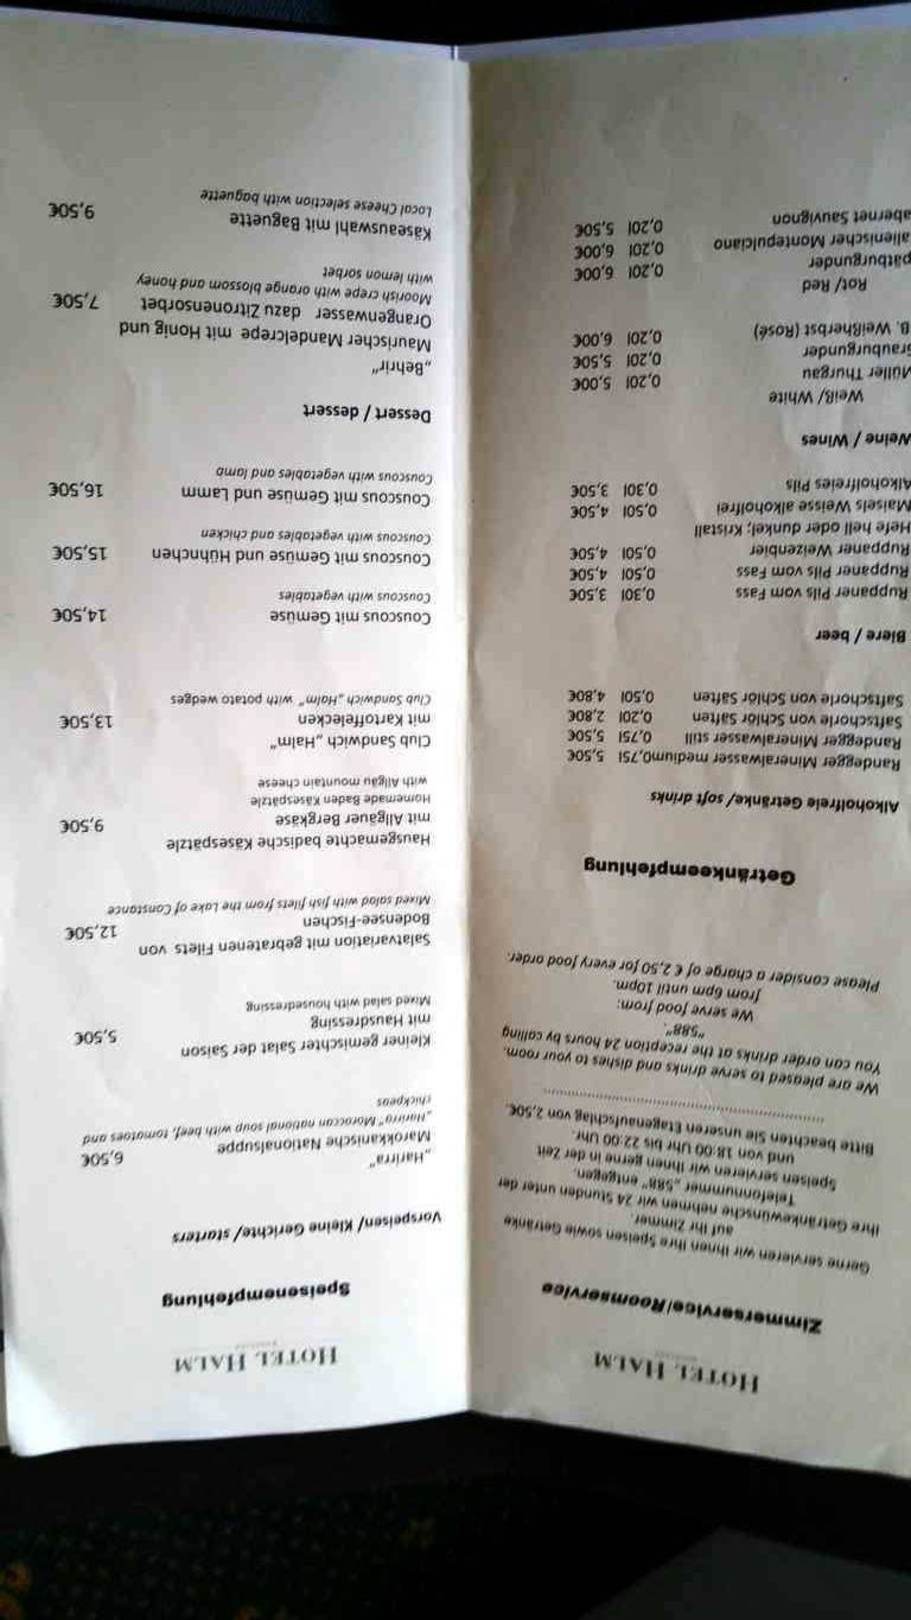 HOTEL HALM
Zimmerservice/Roomservice
Gerne servieren wir Ihnen Ihre Speisen sowie Getränke
auf Ihr Zimmer.
Ihre Getränkewünsche nehmen wir 24 Stunden unter der
Telefonnummer „588“ entgegen.
Speisen servieren wir Ihnen gerne in der Zeit
und von 18:00 Uhr bis 22:00 Uhr.
Bitte beachten Sie unseren Etagenaufschlag von 2,50€.
We are pleased to serve drinks and dishes to your room.
You can order drinks at the reception 24 hours by calling
“588”.
We serve food from:
from 6pm until 10pm.
Please consider a charge of € 2,50 for every food order.
Getränkeempfehlung
Alkoholfreie Getränke/ soft drinks
Randegger Mineralwasser medium 0,75l 5,50€
Randegger Mineralwasser still 0,75l 5,50€
Saftschorle von Schlör Säften 0,20l 2,80€
Saftschorle von Schlör Säften 0,50l 4,80€
Biere / beer
Ruppaner Pils vom Fass 0,30l 3,50€
Ruppaner Pils vom Fass 0,50l 4,50€
Ruppaner Weizenbier 0,50l 4,50€
Hefe hell oder dunkel; Kristall
Maisels Weisse alkoholfrei 0,50l 4,50€
Alkoholfreies Pils 0,30l 3,50€
Weine / Wines
Weiß/ White
Müller Thurgau 0,20l 5,00€
Grauburgunder 0,20l 5,50€
B. Weißherbst (Rosé) 0,20l 6,00€
Rot/ Red
pätburgunder 0,20l 6,00€
alienischer Montepulciano 0,20l 6,00€
abernet Sauvignon 0,20l 5,50€
HOTEL HALM
Speisenempfehlung
Vorspeisen/ Kleine Gerichte/ starters
„Harirra“
Marokkanische Nationalsuppe 6,50€
„Harirra“ Moroccan national soup with beef, tomatoes and
chickpeas
Kleiner gemischter Salat der Saison
mit Hausdressing 5,50€
Mixed salad with housedressing
Salatvariation mit gebratenen Filets von
Bodensee-Fischen 12,50€
Mixed salad with fish filets from the Lake of Constance
Hausgemachte badische Käsespätzle
mit Allgäuer Bergkäse 9,50€
Homemade Baden Käsespätzle
with Allgäu mountain cheese
Club Sandwich „Halm“
mit Kartoffelecken 13,50€
Club Sandwich „Halm“ with potato wedges
Couscous mit Gemüse 14,50€
Couscous with vegetables
Couscous mit Gemüse und Hühnchen 15,50€
Couscous with vegetables and chicken
Couscous mit Gemüse und Lamm 16,50€
Couscous with vegetables and lamb
Dessert / dessert
„Behrir“
Maurischer Mandelcrepe mit Honig und
Orangenwasser dazu Zitronensorbet 7,50€
Moorish crepe with orange blossom and honey
with lemon sorbet
Käseauswahl mit Baguette 9,50€
Local Cheese selection with baguette